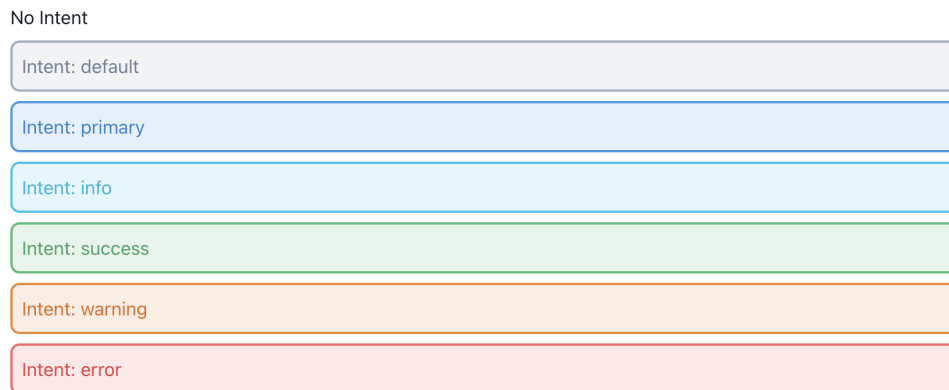 No Intent
Intent: default
Intent: primary
Intent: info
Intent: success
Intent: warning
Intent: error